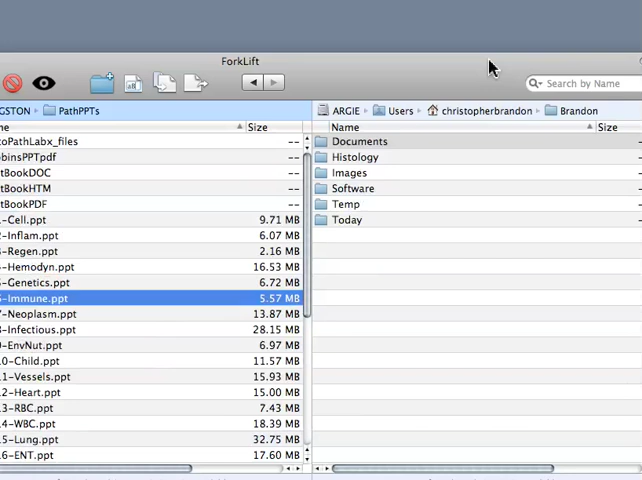 ForkLift
Search by Name
GSTON PathPPTs
ARGIE Users christopherbrandon Brandon
me Size
Name Size
oPathLabx_files --
binsPPTpdf --
tBookDOC --
tBookHTM --
tBookPDF --
-Cell.ppt 9.71 MB
-Inflam.ppt 6.07 MB
-Regen.ppt 2.16 MB
-Hemodyn.ppt 16.53 MB
-Genetics.ppt 6.72 MB
-Immune.ppt 5.57 MB
-Neoplasm.ppt 13.87 MB
-Infectious.ppt 28.15 MB
-EnvNut.ppt 6.97 MB
0-Child.ppt 11.57 MB
1-Vessels.ppt 15.93 MB
2-Heart.ppt 15.00 MB
3-RBC.ppt 7.43 MB
4-WBC.ppt 18.39 MB
5-Lung.ppt 32.75 MB
6-ENT.ppt 17.60 MB
Documents
Histology
Images
Software
Temp
Today